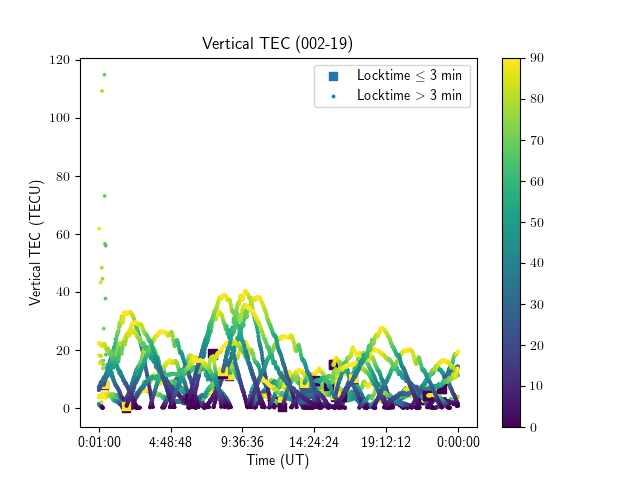 Vertical TEC (002-19)
Locktime ≤ 3 min
Locktime > 3 min
Vertical TEC (TECU)
120
100
80
60
40
20
0
0:01:00 4:48:48 9:36:36 14:24:24 19:12:12 0:00:00
Time (UT)
90
80
70
60
50
40
30
20
10
0